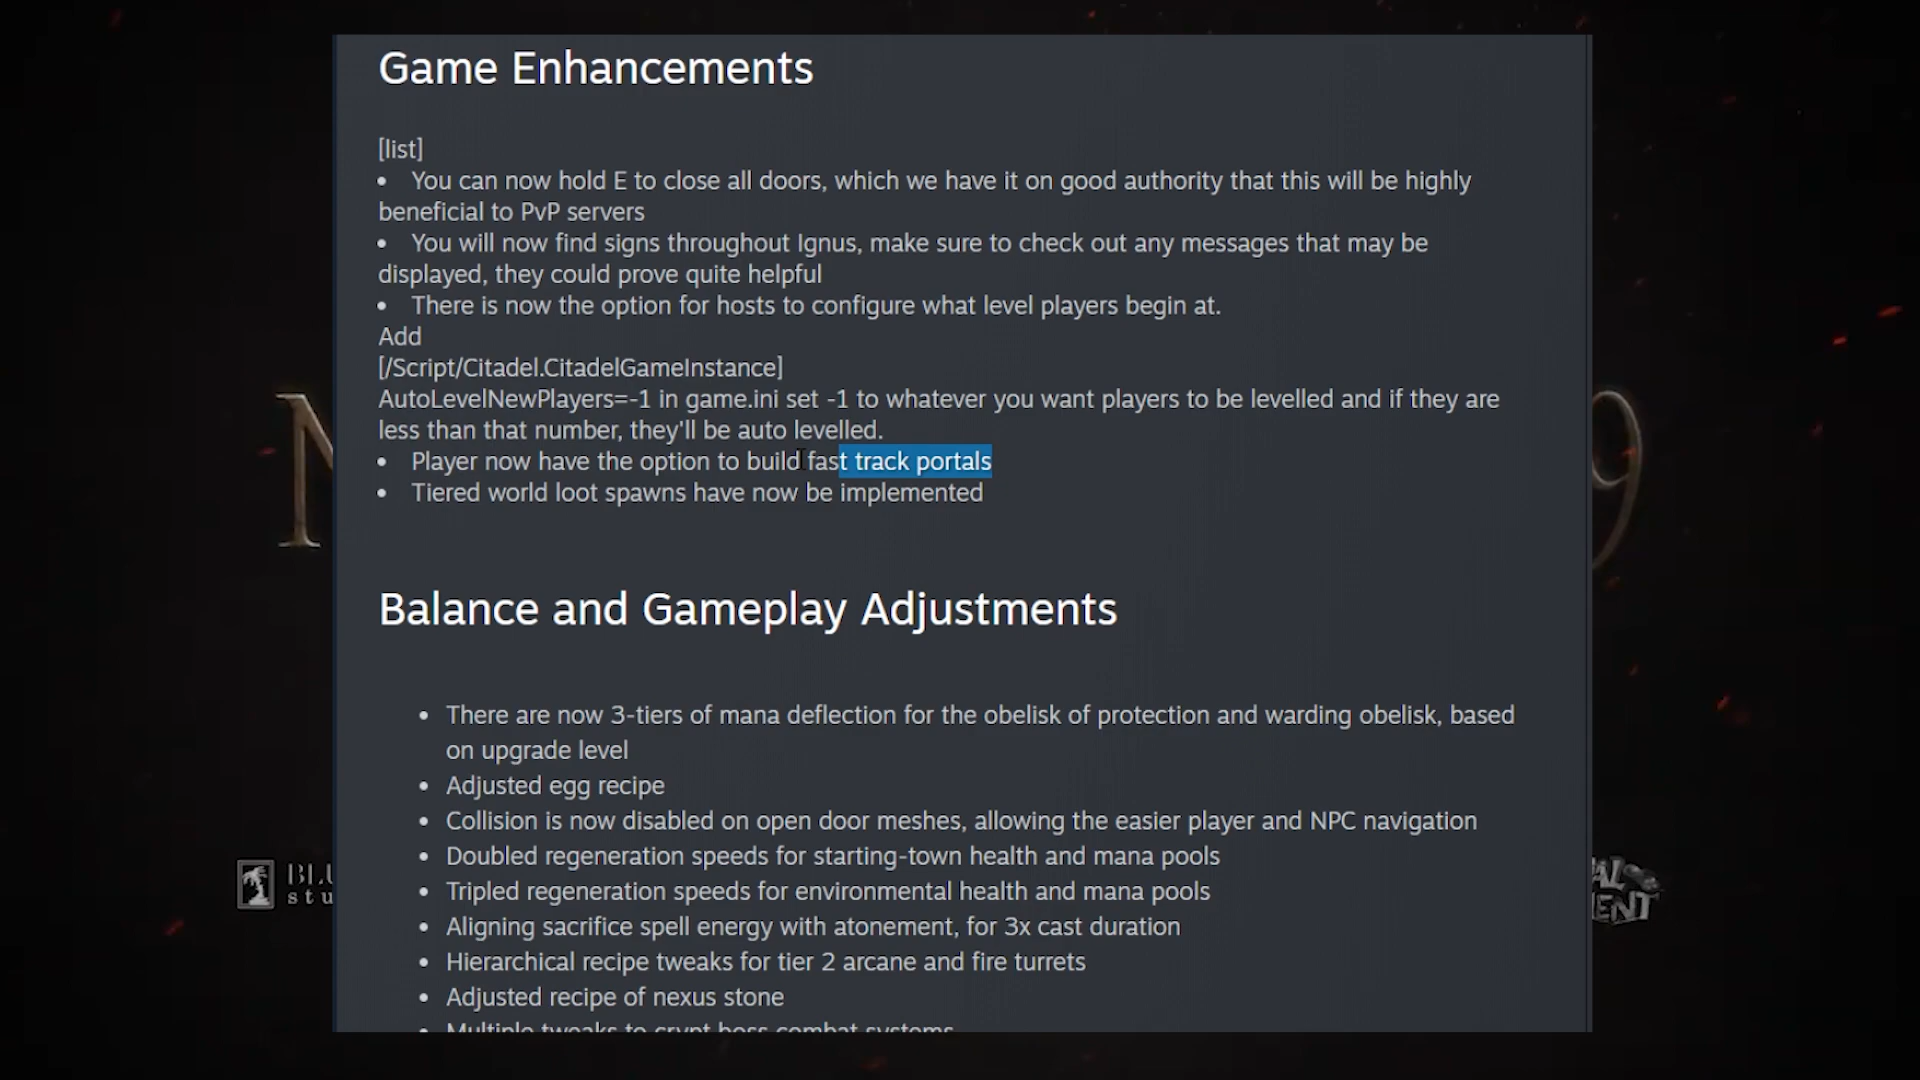 Game Enhancements
[list]
• You can now hold E to close all doors, which we have it on good authority that this will be highly
beneficial to PvP servers
• You will now find signs throughout Ignus, make sure to check out any messages that may be
displayed, they could prove quite helpful
• There is now the option for hosts to configure what level players begin at.
Add
[/Script/Citadel.CitadelGameInstance]
AutoLevelNewPlayers=-1 in game.ini set -1 to whatever you want players to be levelled and if they are
less than that number, they'll be auto levelled.
• Player now have the option to build fast track portals
• Tiered world loot spawns have now be implemented
N
9
Balance and Gameplay Adjustments
• There are now 3-tiers of mana deflection for the obelisk of protection and warding obelisk, based
on upgrade level
• Adjusted egg recipe
• Collision is now disabled on open door meshes, allowing the easier player and NPC navigation
• Doubled regeneration speeds for starting-town health and mana pools
• Tripled regeneration speeds for environmental health and mana pools
• Aligning sacrifice spell energy with atonement, for 3x cast duration
• Hierarchical recipe tweaks for tier 2 arcane and fire turrets
• Adjusted recipe of nexus stone
• Multiple tweaks to crypt boss combat systems